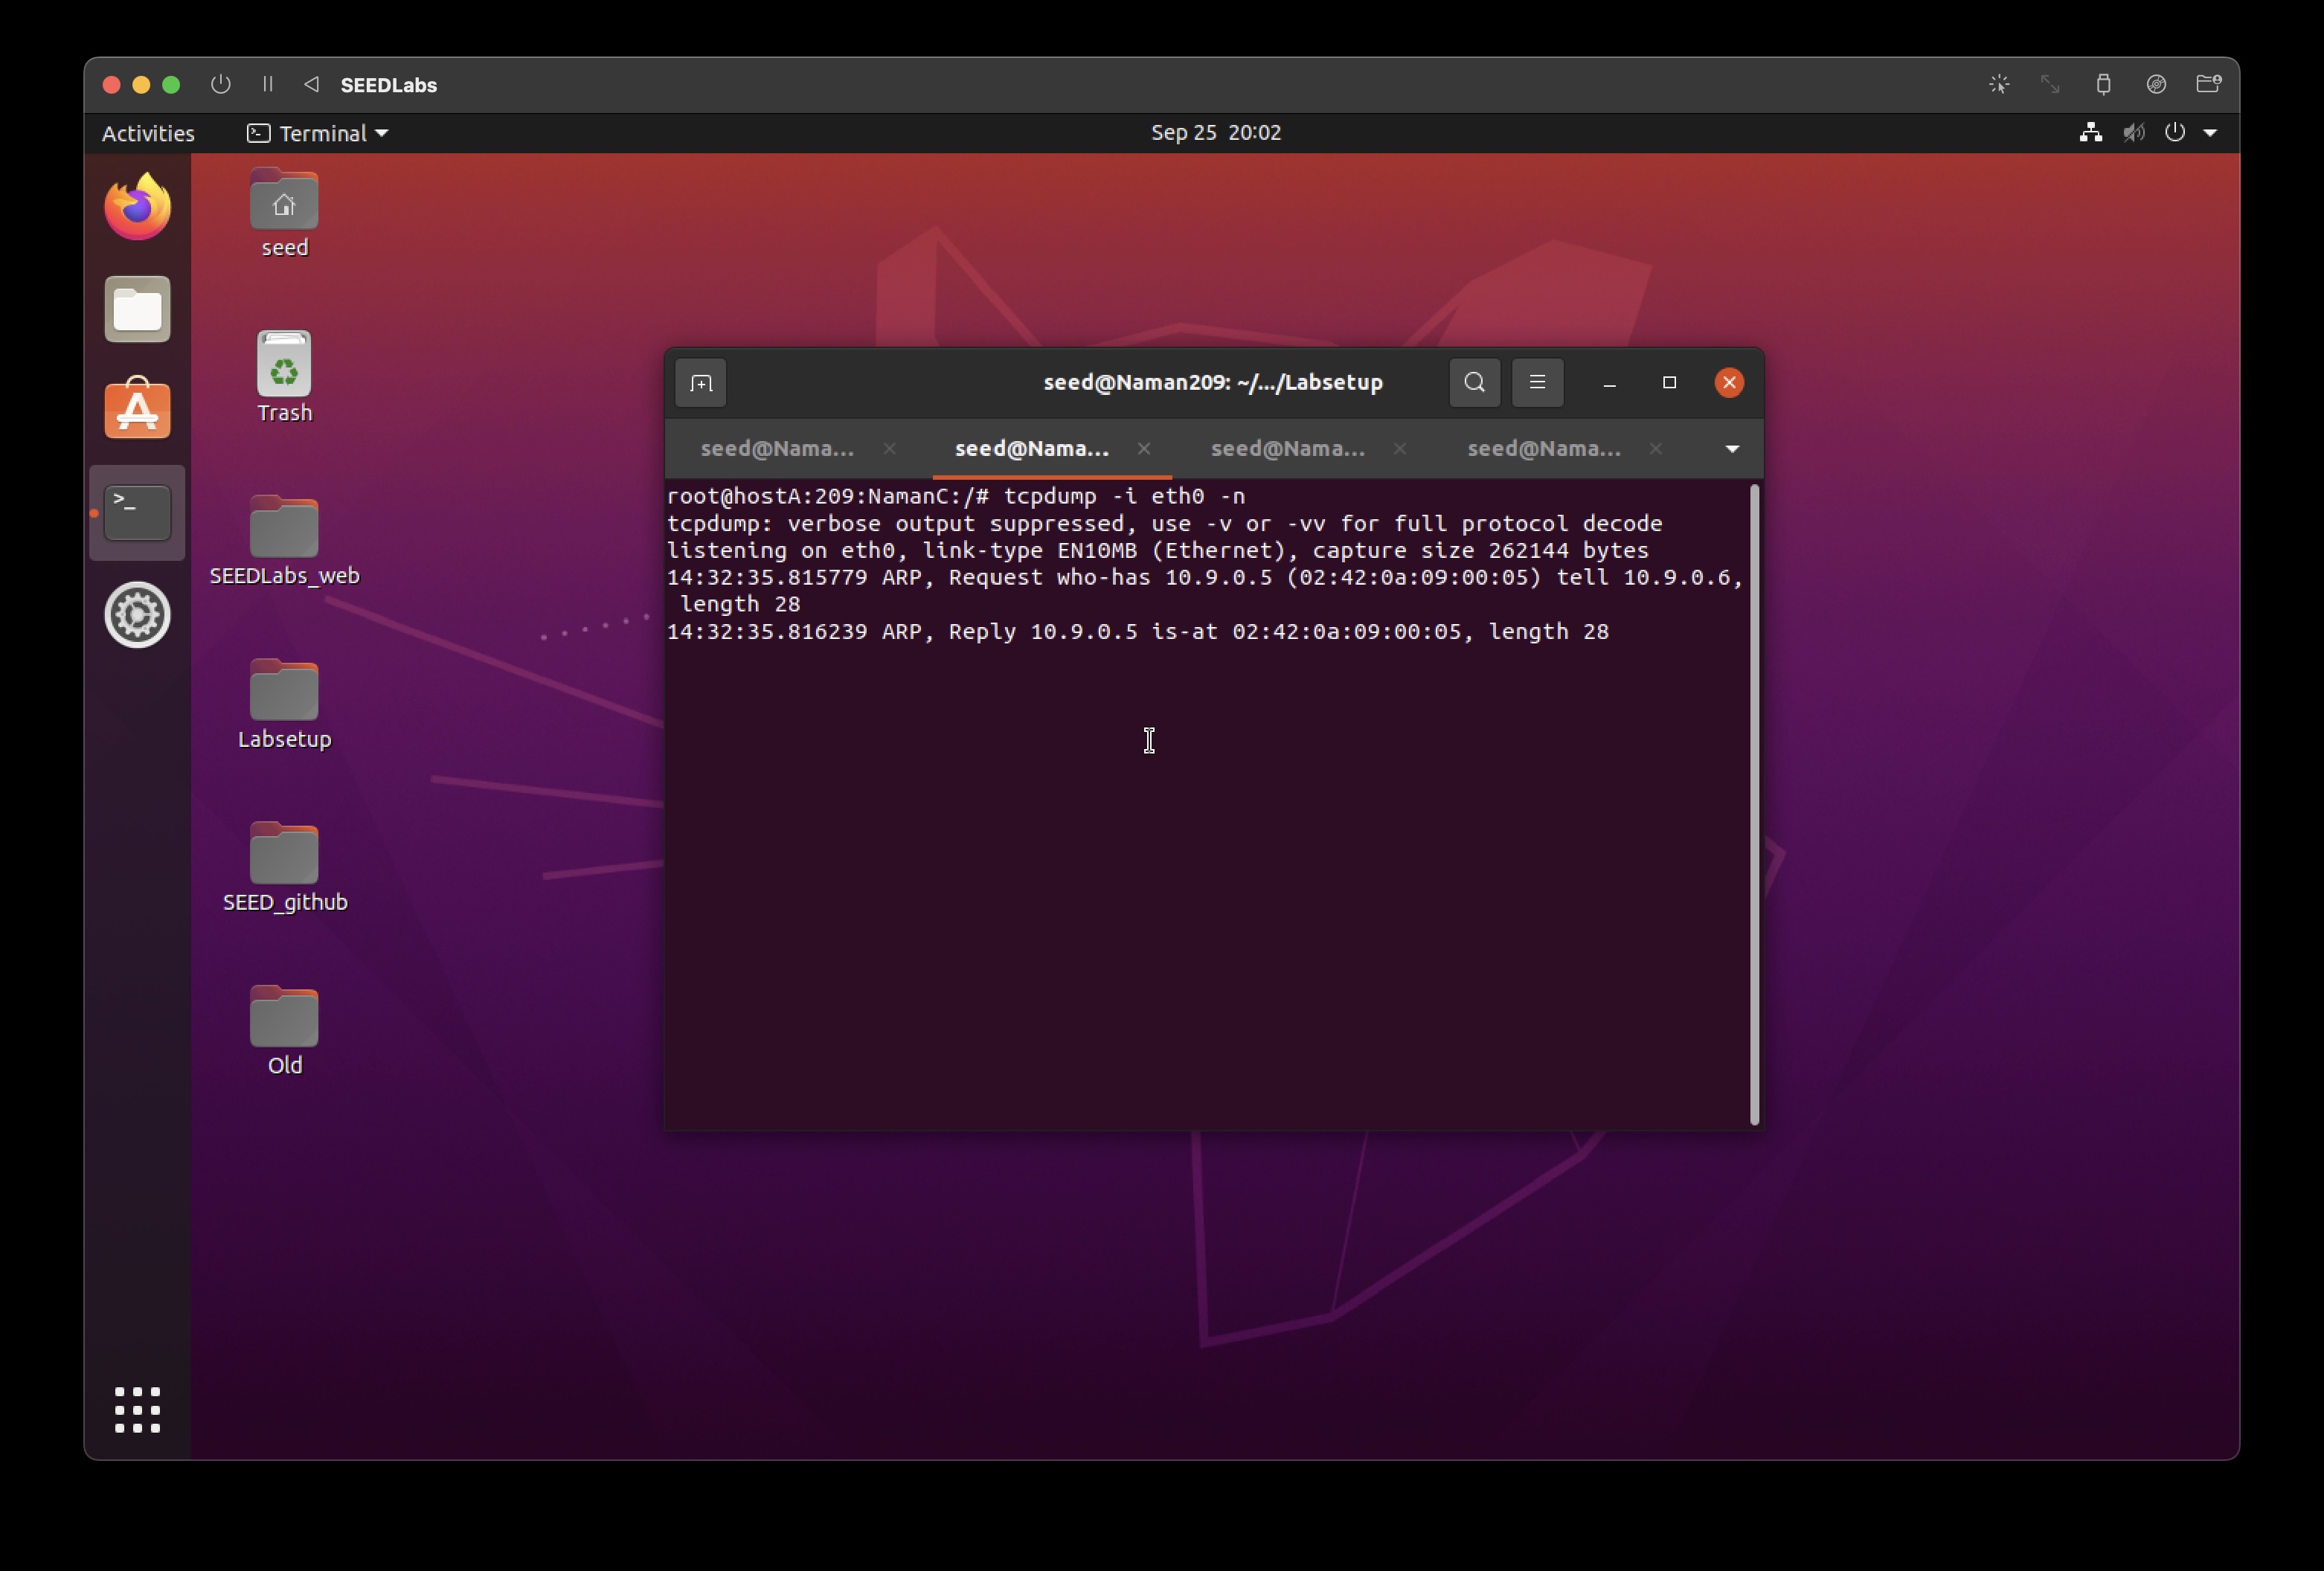 SEEDLabs
Activities
Terminal
Sep 25 20:02
seed
Trash
SEEDLabs_web
Labsetup
SEED_github
Old
seed@Naman209: ~/.../Labsetup
seed@Nama... seed@Nama... seed@Nama... seed@Nama...
root@hostA:209:NamanC:/# tcpdump -i eth0 -n
tcpdump: verbose output suppressed, use -v or -vv for full protocol decode
listening on eth0, link-type EN10MB (Ethernet), capture size 262144 bytes
14:32:35.815779 ARP, Request who-has 10.9.0.5 (02:42:0a:09:00:05) tell 10.9.0.6,
length 28
14:32:35.816239 ARP, Reply 10.9.0.5 is-at 02:42:0a:09:00:05, length 28